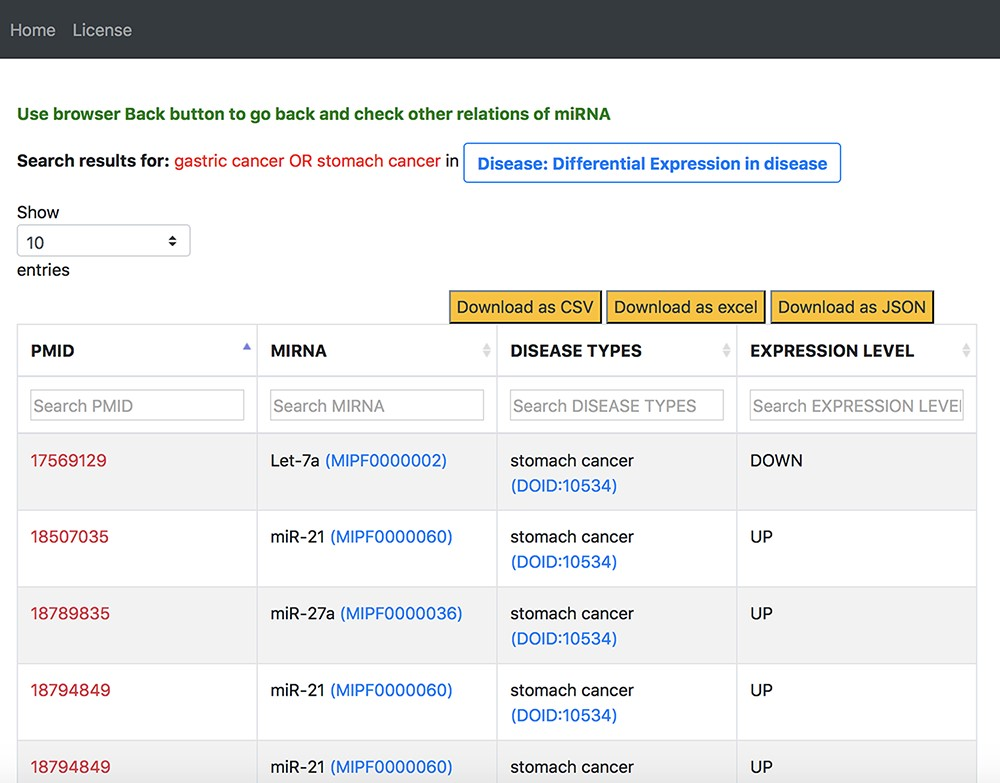 Home License
Use browser Back button to go back and check other relations of miRNA
Search results for: gastric cancer OR stomach cancer in Disease: Differential Expression in disease
Show
10
entries
Download as CSV Download as excel Download as JSON
PMID MIRNA DISEASE TYPES EXPRESSION LEVEL
Search PMID Search MIRNA Search DISEASE TYPES Search EXPRESSION LEVEL
17569129 Let-7a (MIPF0000002) stomach cancer DOWN
(DOID:10534)
18507035 miR-21 (MIPF0000060) stomach cancer UP
(DOID:10534)
18789835 miR-27a (MIPF0000036) stomach cancer UP
(DOID:10534)
18794849 miR-21 (MIPF0000060) stomach cancer UP
(DOID:10534)
18794849 miR-21 (MIPF0000060) stomach cancer UP